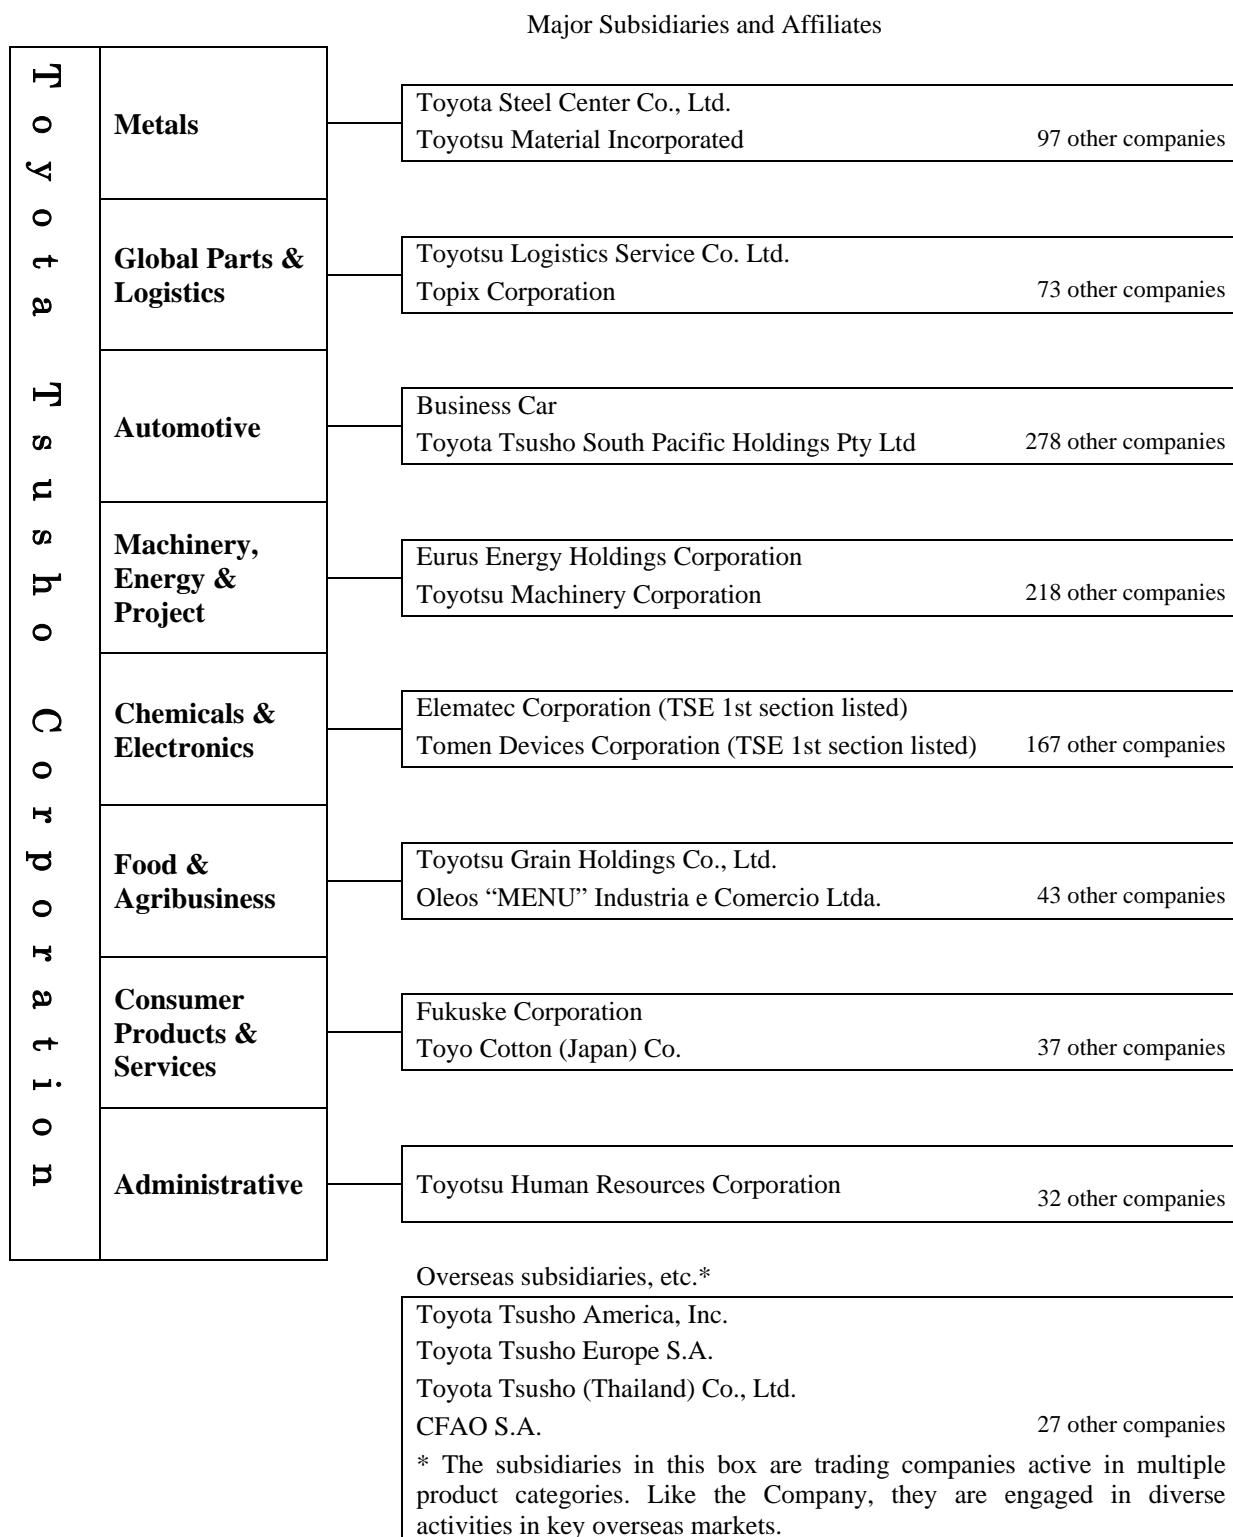 Major Subsidiaries and Affiliates
Toyota Tsusho Corporation
Metals
Toyota Steel Center Co., Ltd.
Toyotsu Material Incorporated 97 other companies
Global Parts &
Logistics
Toyotsu Logistics Service Co. Ltd.
Topix Corporation 73 other companies
Automotive
Business Car
Toyota Tsusho South Pacific Holdings Pty Ltd 278 other companies
Machinery,
Energy &
Project
Eurus Energy Holdings Corporation
Toyotsu Machinery Corporation 218 other companies
Chemicals &
Electronics
Elematec Corporation (TSE 1st section listed)
Tomen Devices Corporation (TSE 1st section listed) 167 other companies
Food &
Agribusiness
Toyotsu Grain Holdings Co., Ltd.
Oleos “MENU” Industria e Comercio Ltda. 43 other companies
Consumer
Products &
Services
Fukuske Corporation
Toyo Cotton (Japan) Co. 37 other companies
Administrative
Toyotsu Human Resources Corporation 32 other companies
Overseas subsidiaries, etc.*
Toyota Tsusho America, Inc.
Toyota Tsusho Europe S.A.
Toyota Tsusho (Thailand) Co., Ltd.
CFAO S.A. 27 other companies
* The subsidiaries in this box are trading companies active in multiple
product categories. Like the Company, they are engaged in diverse
activities in key overseas markets.